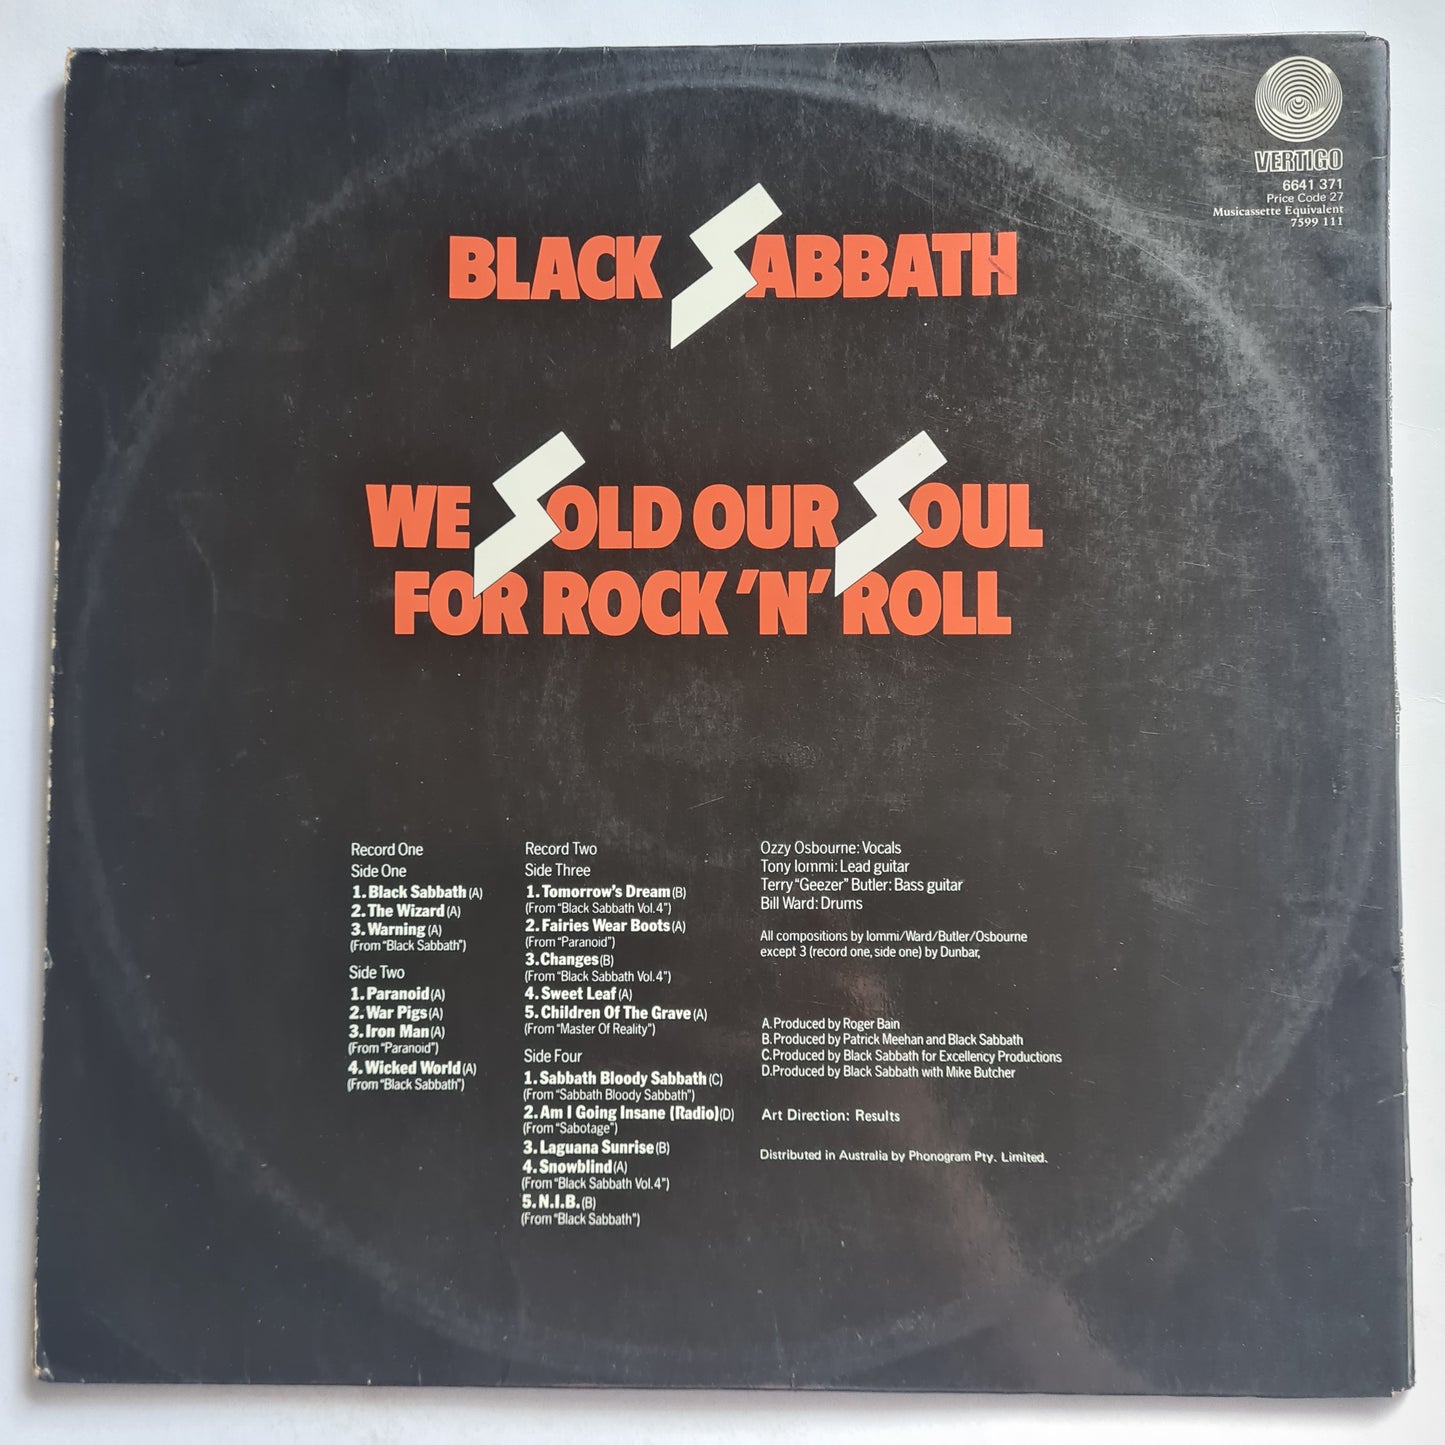 VERTIGO
6641 371
Price Code 27
Musicassette Equivalent
7599 111
BLACK SABBATH
WE SOLD OUR SOUL
FOR ROCK 'N' ROLL
Record One
Side One
1. Black Sabbath (A)
2. The Wizard (A)
3. Warning (A)
(From "Black Sabbath")
Side Two
1. Paranoid (A)
2. War Pigs (A)
3. Iron Man (A)
(From "Paranoid")
4. Wicked World (A)
(From "Black Sabbath")
Record Two
Side Three
1. Tomorrow's Dream (B)
(From "Black Sabbath Vol. 4")
2. Fairies Wear Boots (A)
(From "Paranoid")
3. Changes (B)
(From "Black Sabbath Vol. 4")
4. Sweet Leaf (A)
5. Children Of The Grave (A)
(From "Master Of Reality")
Side Four
1. Sabbath Bloody Sabbath (C)
(From "Sabbath Bloody Sabbath")
2. Am I Going Insane (Radio) (D)
(From "Sabotage")
3. Laguana Sunrise (B)
4. Snowblind (A)
(From "Black Sabbath Vol. 4")
5. N.I.B. (B)
(From "Black Sabbath")
Ozzy Osbourne: Vocals
Tony Iommi: Lead guitar
Terry "Geezer" Butler: Bass guitar
Bill Ward: Drums
All compositions by Iommi/Ward/Butler/Osbourne
except 3 (record one, side one) by Dunbar,
A. Produced by Roger Bain
B. Produced by Patrick Meehan and Black Sabbath
C. Produced by Black Sabbath for Excellency Productions
D. Produced by Black Sabbath with Mike Butcher
Art Direction: Results
Distributed in Australia by Phonogram Pty. Limited.